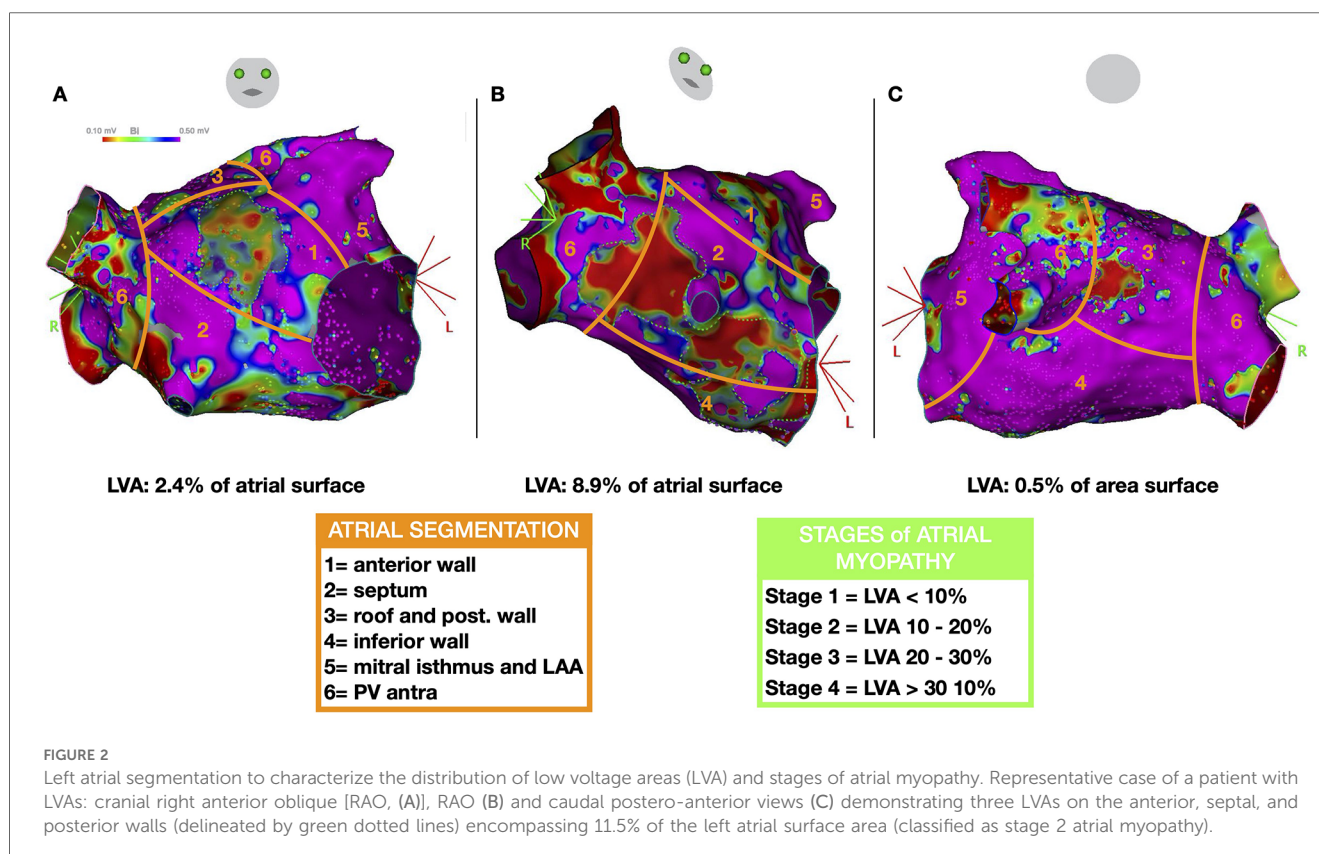 A
B
C
0.10 mV
Bi
0.50 mV
6
3
5
1
6
2
R
L
5
1
R
6
2
4
L
6
3
5
6
4
L
R
LVA: 2.4% of atrial surface
LVA: 8.9% of atrial surface
LVA: 0.5% of area surface
ATRIAL SEGMENTATION
1= anterior wall
2= septum
3= roof and post. wall
4= inferior wall
5= mitral isthmus and LAA
6= PV antra
STAGES of ATRIAL
MYOPATHY
Stage 1 = LVA < 10%
Stage 2 = LVA 10 - 20%
Stage 3 = LVA 20 - 30%
Stage 4 = LVA > 30 10%
FIGURE 2
Left atrial segmentation to characterize the distribution of low voltage areas (LVA) and stages of atrial myopathy. Representative case of a patient with
LVAs: cranial right anterior oblique [RAO, (A)], RAO (B) and caudal postero-anterior views (C) demonstrating three LVAs on the anterior, septal, and
posterior walls (delineated by green dotted lines) encompassing 11.5% of the left atrial surface area (classified as stage 2 atrial myopathy).